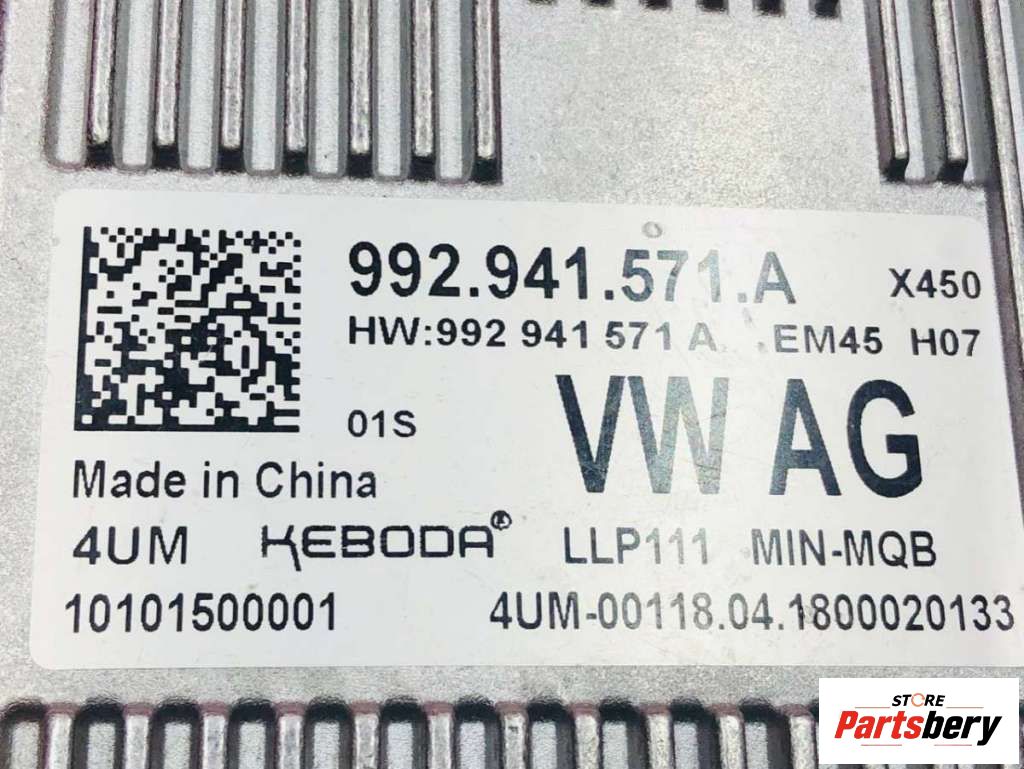 992.941.571.A X450
HW:992 941 571 A EM45 H07
01S
VW AG
Made in China
4UM KEBODA® LLP111 MIN-MQB
10101500001 4UM-00118.04.1800020133
STORE
Partsbery